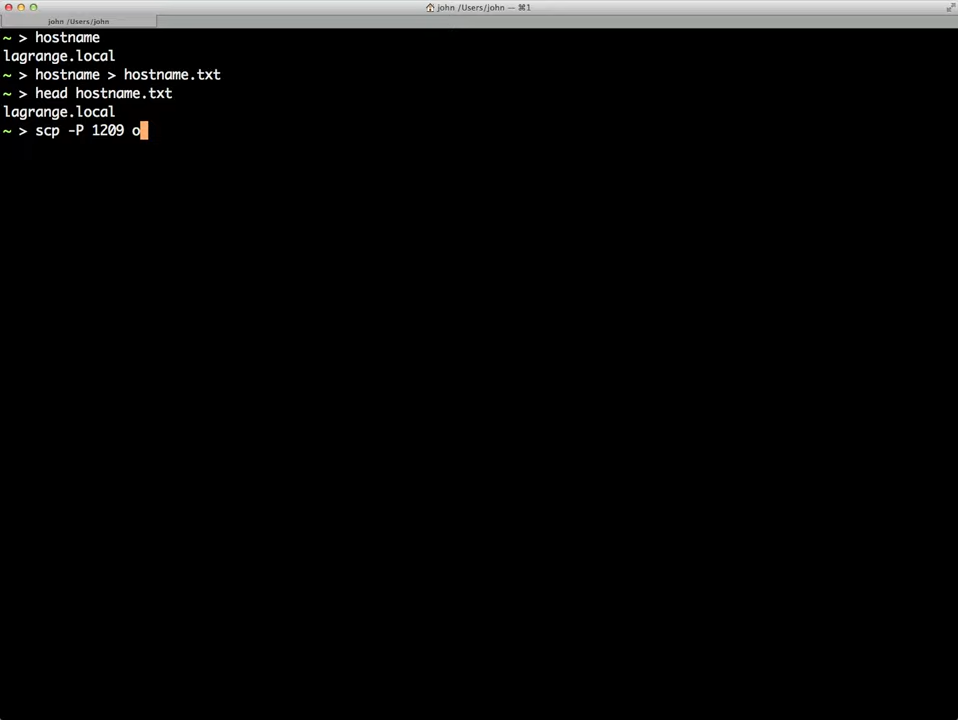 john /Users/john — ⌘1
john /Users/john
~ > hostname
lagrange.local
~ > hostname > hostname.txt
~ > head hostname.txt
lagrange.local
~ > scp -P 1209 o